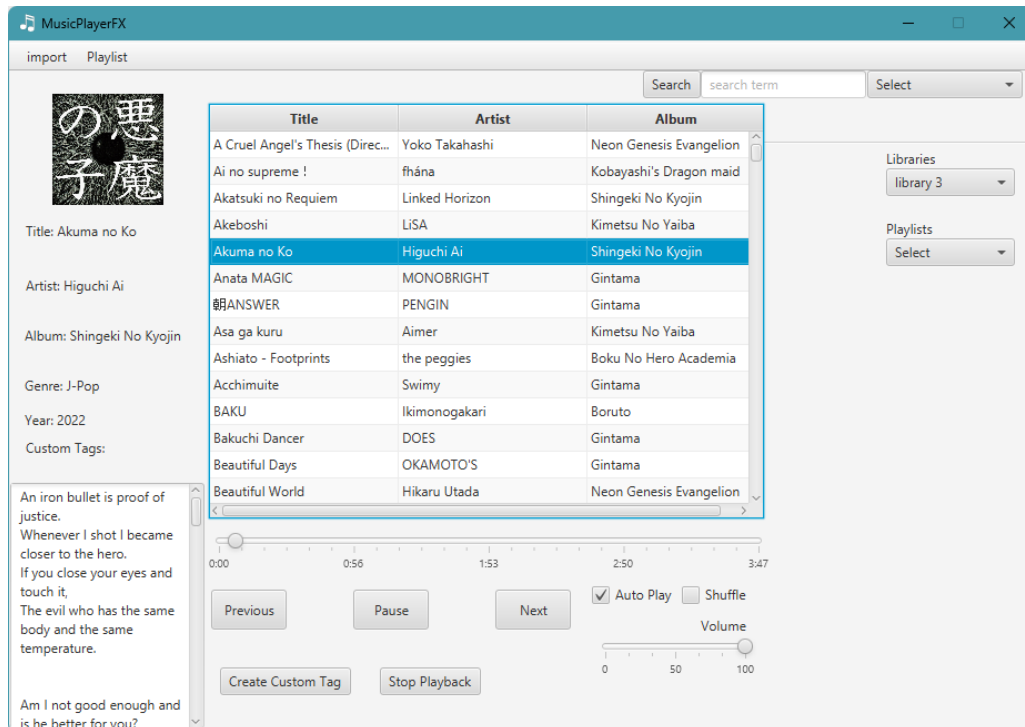 MusicPlayerFX
import Playlist
Search search term Select
悪魔
の子
Title: Akuma no Ko
Artist: Higuchi Ai
Album: Shingeki No Kyojin
Genre: J-Pop
Year: 2022
Custom Tags:
An iron bullet is proof of
justice.
Whenever I shot I became
closer to the hero.
If you close your eyes and
touch it,
The evil who has the same
body and the same
temperature.
Am I not good enough and
is he better for you?
Title Artist Album
A Cruel Angel's Thesis (Direc... Yoko Takahashi Neon Genesis Evangelion
Ai no supreme ! fhána Kobayashi's Dragon maid
Akatsuki no Requiem Linked Horizon Shingeki No Kyojin
Akeboshi LiSA Kimetsu No Yaiba
Akuma no Ko Higuchi Ai Shingeki No Kyojin
Anata MAGIC MONOBRIGHT Gintama
朝ANSWER PENGIN Gintama
Asa ga kuru Aimer Kimetsu No Yaiba
Ashiato - Footprints the peggies Boku No Hero Academia
Acchimuite Swimy Gintama
BAKU Ikimonogakari Boruto
Bakuchi Dancer DOES Gintama
Beautiful Days OKAMOTO'S Gintama
Beautiful World Hikaru Utada Neon Genesis Evangelion
0:00 0:56 1:53 2:50 3:47
Previous Pause Next
Auto Play Shuffle
Volume
0 50 100
Create Custom Tag Stop Playback
Libraries
library 3
Playlists
Select